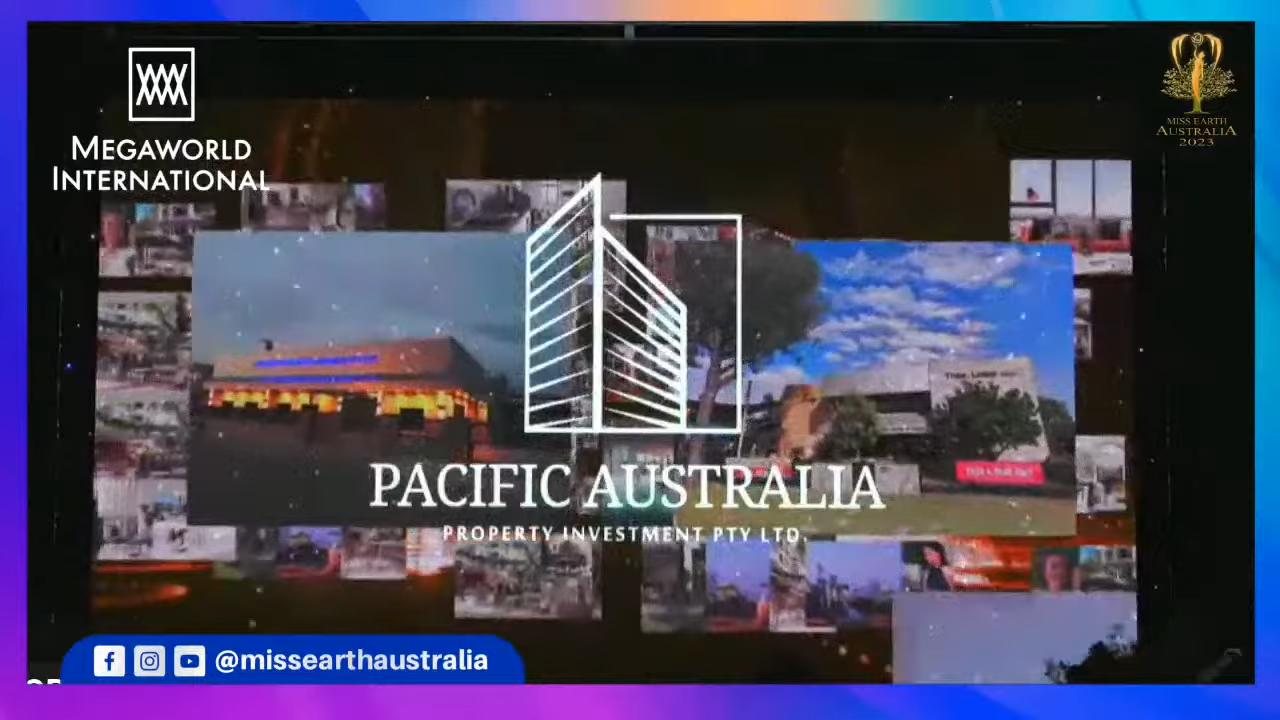 MEGAWORLD
INTERNATIONAL
MISS EARTH
AUSTRALIA
2023
PACIFIC AUSTRALIA
PROPERTY INVESTMENT PTY LTD.
@missearthaustralia